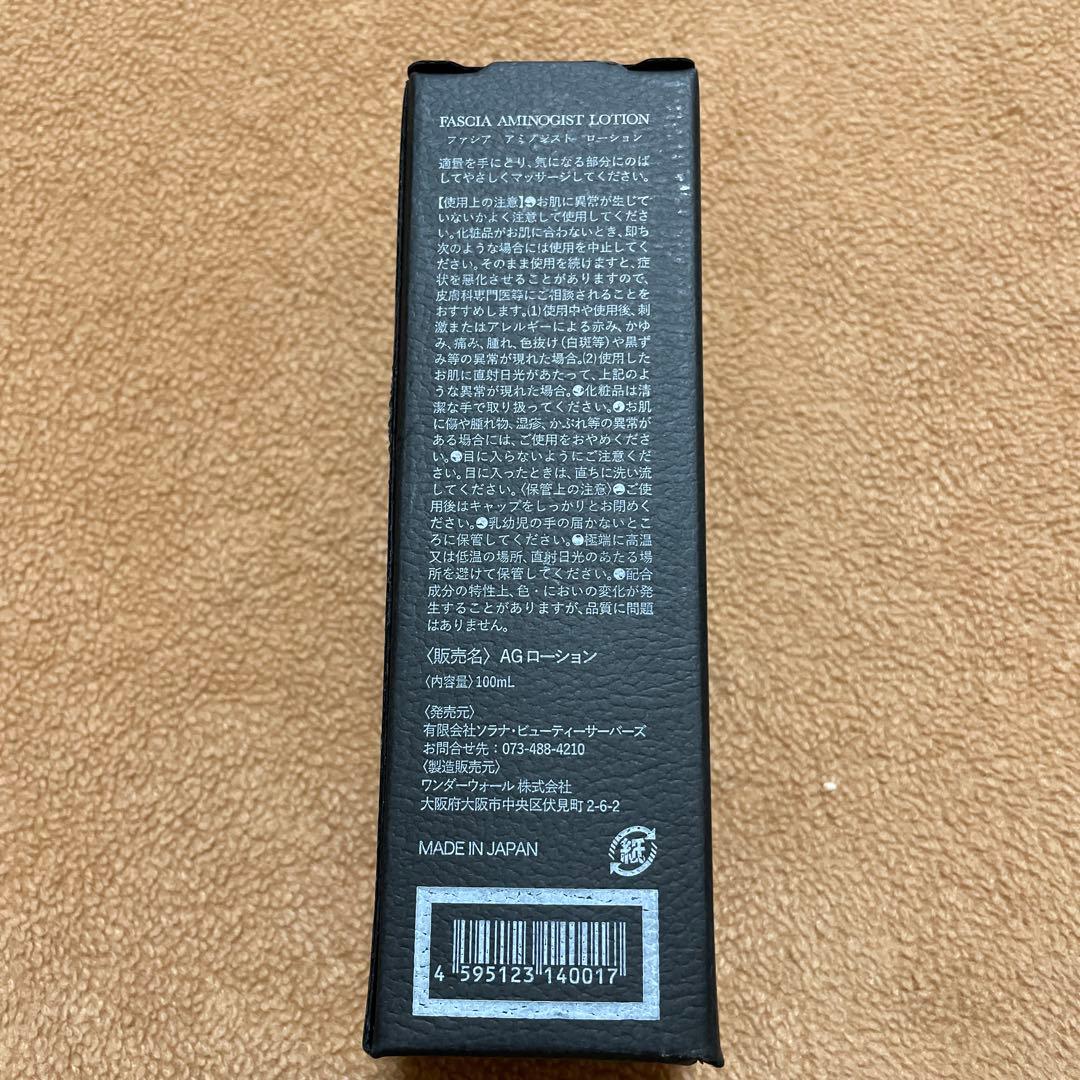 FASCIA AMINOGIST LOTION
ファシア アミノジスト ローション
適量を手にとり、気になる部分にのば
してやさしくマッサージしてください。
【使用上の注意】●お肌に異常が生じて
いないかよく注意して使用してくださ
い。化粧品がお肌に合わないとき、即ち
次のような場合には使用を中止してく
ださい。そのまま使用を続けますと、症
状を悪化させることがありますので、
皮膚科専門医等にご相談されることを
おすすめします。(1)使用中や使用後、刺
激またはアレルギーによる赤み、かゆ
み、痛み、腫れ、色抜け(白斑等)や黒ず
み等の異常が現れた場合。(2)使用した
お肌に直射日光があたって、上記のよ
うな異常が現れた場合。●化粧品は清
潔な手で取り扱ってください。●お肌
に傷や腫れ物、湿疹、かぶれ等の異常が
ある場合には、ご使用をおやめくださ
い。●目に入らないようにご注意くだ
さい。目に入ったときは、直ちに洗い流
してください。〈保管上の注意〉●ご使
用後はキャップをしっかりとお閉めく
ださい。●乳幼児の手の届かないとこ
ろに保管してください。●極端に高温
又は低温の場所、直射日光のあたる場
所を避けて保管してください。●配合
成分の特性上、色・においの変化が発
生することがありますが、品質に問題
はありません。
〈販売名〉 AGローション
〈内容量〉100mL
〈発売元〉
有限会社ソラナ・ビューティーサーバーズ
お問合せ先：073-488-4210
〈製造販売元〉
ワンダーウォール 株式会社
大阪府大阪市中央区伏見町 2-6-2
MADE IN JAPAN
紙
4 595123 140017